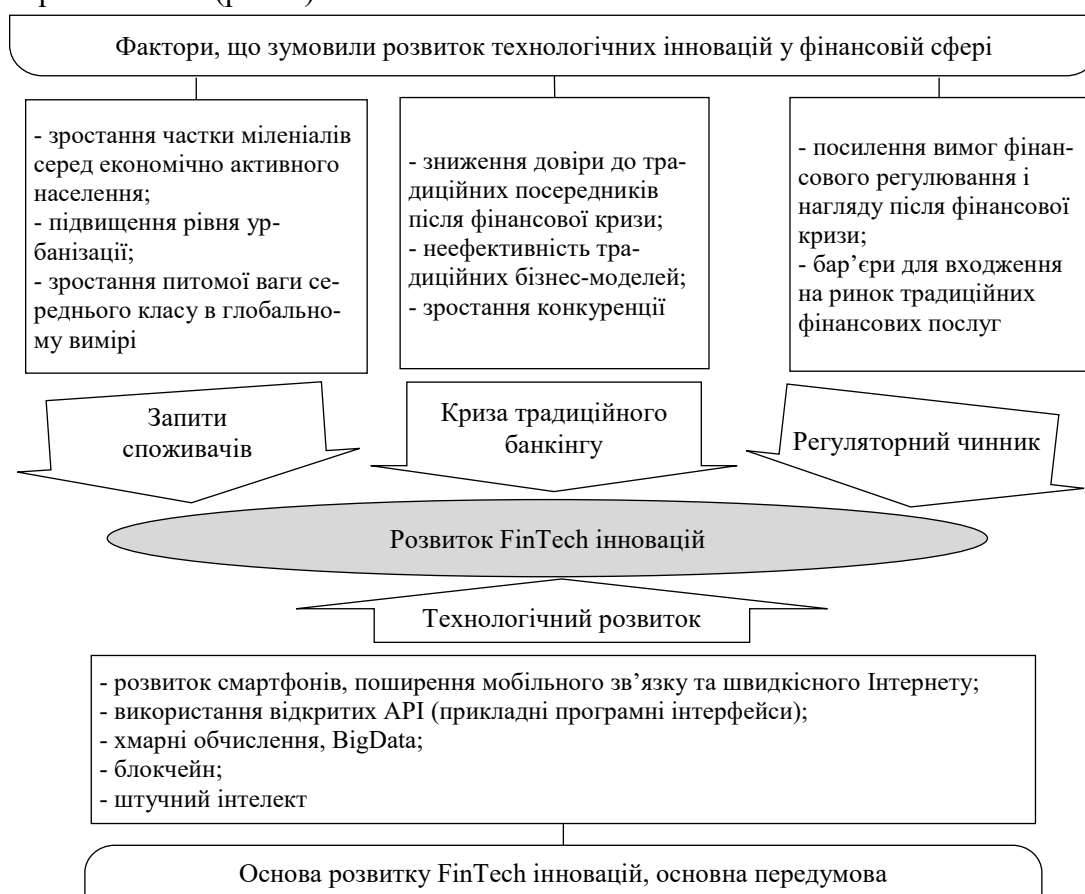 Фактори, що зумовили розвиток технологічних інновацій у фінансовій сфері
- зростання частки міленіалів
серед економічно активного
населення;
- підвищення рівня ур-
банізації;
- зростання питомої ваги се-
реднього класу в глобально-
му вимірі
- зниження довіри до тра-
диційних посередників
після фінансової кризи;
- неефективність тра-
диційних бізнес-моделей;
- зростання конкуренції
- посилення вимог фінан-
сового регулювання і
нагляду після фінансової
кризи;
- бар’єри для входження
на ринок традиційних
фінансових послуг
Запити
споживачів
Криза традиційного
банкінгу
Регуляторний чинник
Розвиток FinTech інновацій
Технологічний розвиток
- розвиток смартфонів, поширення мобільного зв’язку та швидкісного Інтернету;
- використання відкритих API (прикладні програмні інтерфейси);
- хмарні обчислення, BigData;
- блокчейн;
- штучний інтелект
Основа розвитку FinTech інновацій, основна передумова